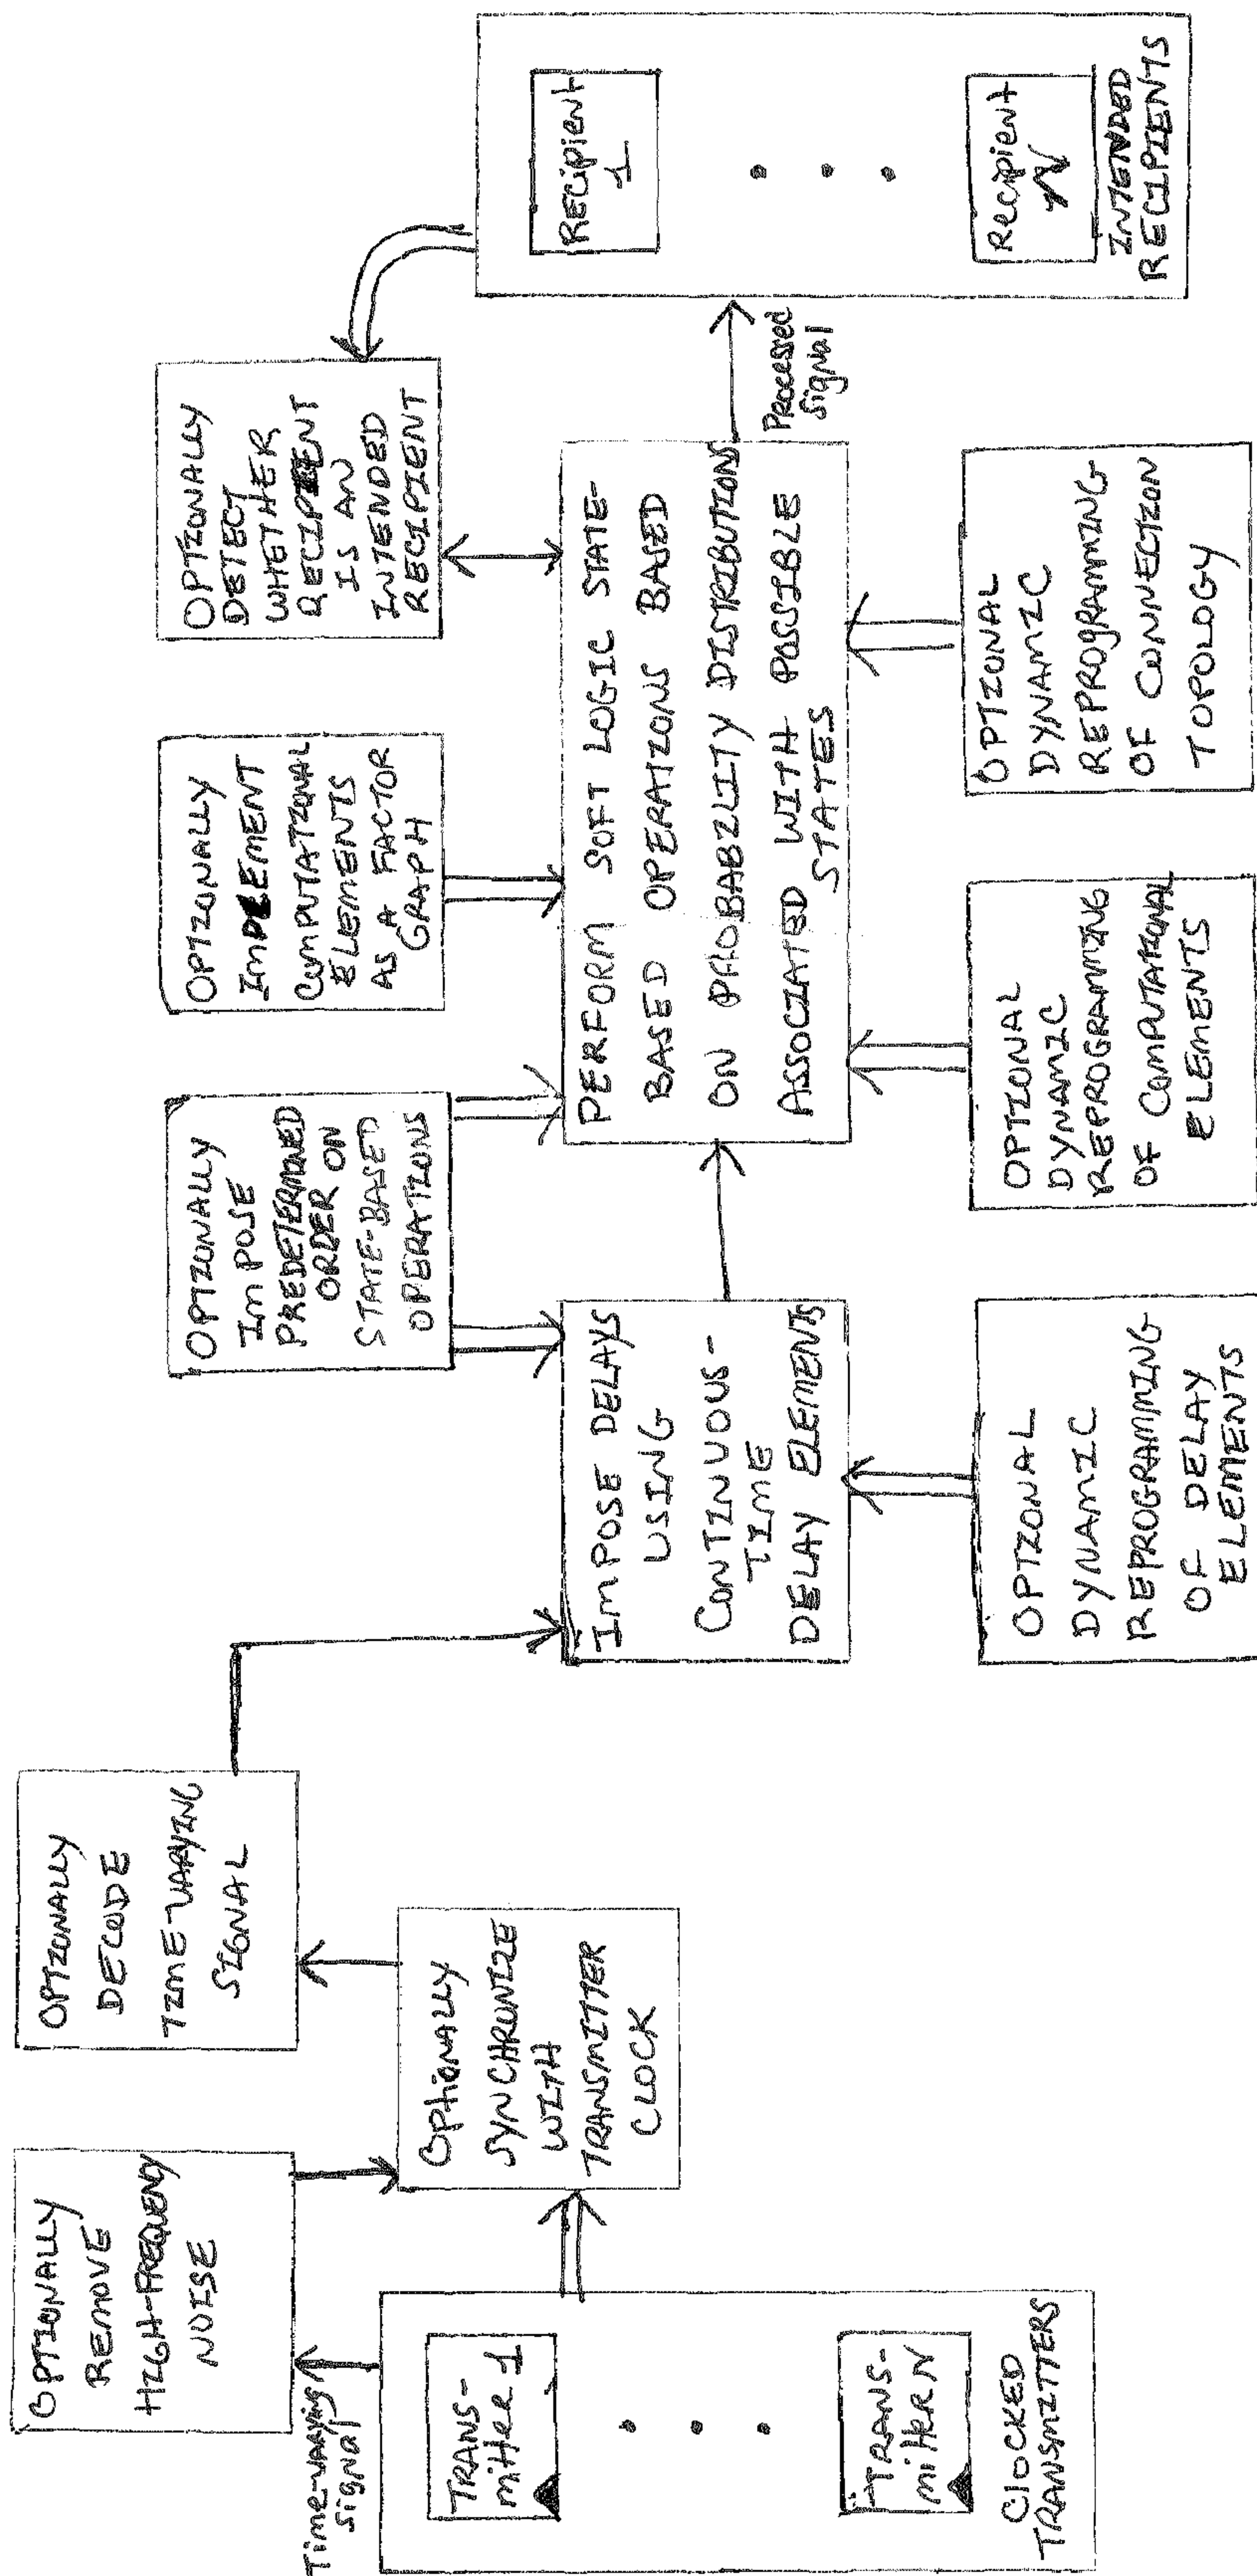 OPTIONALLY
REMOVE
HIGH-FREQUENCY
NOISE
Time-varying
signal
TRANS-
mitter 1
TRANS-
mitter N
CLOCKED
TRANSMITTERS
OPTIONALLY
SYNCHRONIZE
WITH
TRANSMITTER
CLOCK
OPTIONALLY
DECODE
TIME-VARYING
SIGNAL
IMPOSE DELAYS
USING
CONTINUOUS-
TIME
DELAY ELEMENTS
OPTIONAL
DYNAMIC
REPROGRAMMING
OF DELAY
ELEMENTS
OPTIONALLY
IMPOSE
PREDETERMINED
ORDER ON
STATE-BASED
OPERATIONS
OPTIONALLY
IMPLEMENT
COMPUTATIONAL
ELEMENTS
AS A FACTOR
GRAPH
OPTIONALLY
DETECT
WHETHER
RECIPIENT
IS AN
INTENDED
RECIPIENT
PERFORM SOFT LOGIC STATE-
BASED OPERATIONS BASED
ON PROBABILITY DISTRIBUTIONS
ASSOCIATED WITH POSSIBLE
STATES
OPTIONAL
DYNAMIC
REPROGRAMMING
OF COMPUTATIONAL
ELEMENTS
OPTIONAL
DYNAMIC
REPROGRAMING
OF CONNECTION
TOPOLOGY
Processed
signal
RECipient
1
Recipient
N
INTENDED
RECIPIENTS